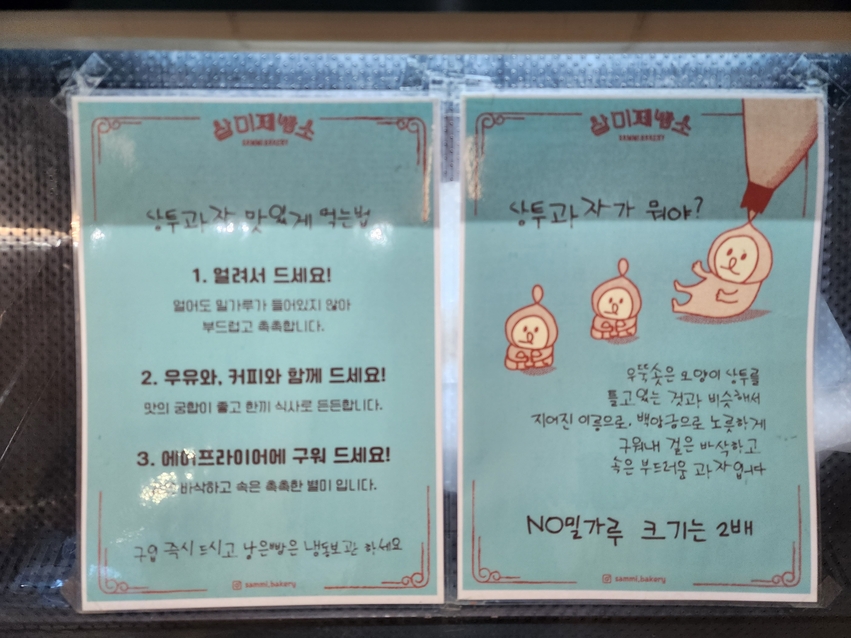 삼미제빵소
SAMMI BAKERY
상투과자 맛있게 먹는법
1. 얼려서 드세요!
얼어도 밀가루가 들어있지 않아
부드럽고 촉촉합니다.
2. 우유와, 커피와 함께 드세요!
맛의 궁합이 좋고 한끼 식사로 든든합니다.
3. 에어프라이어에 구워 드세요!
바삭하고 속은 촉촉한 별미 입니다.
구입 즉시 드시고 남은빵은 냉동보관 하세요
sammi.bakery
삼미제빵소
SAMMI BAKERY
상투과자가 뭐야?
우뚝솟은 모양이 상투를
틀고있는 것과 비슷해서
지어진 이름으로, 백앙금으로 노릇하게
구워내 겉은 바삭하고
속은 부드러운 과자입니다
NO밀가루 크기는 2배
sammi.bakery